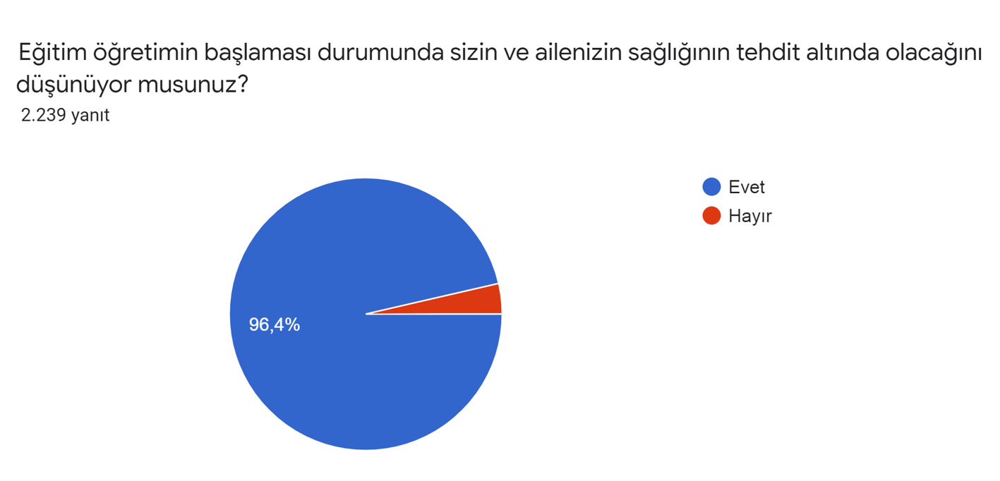 Eğitim öğretimin başlaması durumunda sizin ve ailenizin sağlığının tehdit altında olacağını
düşünüyor musunuz?
2.239 yanıt
Evet
Hayır
96,4%